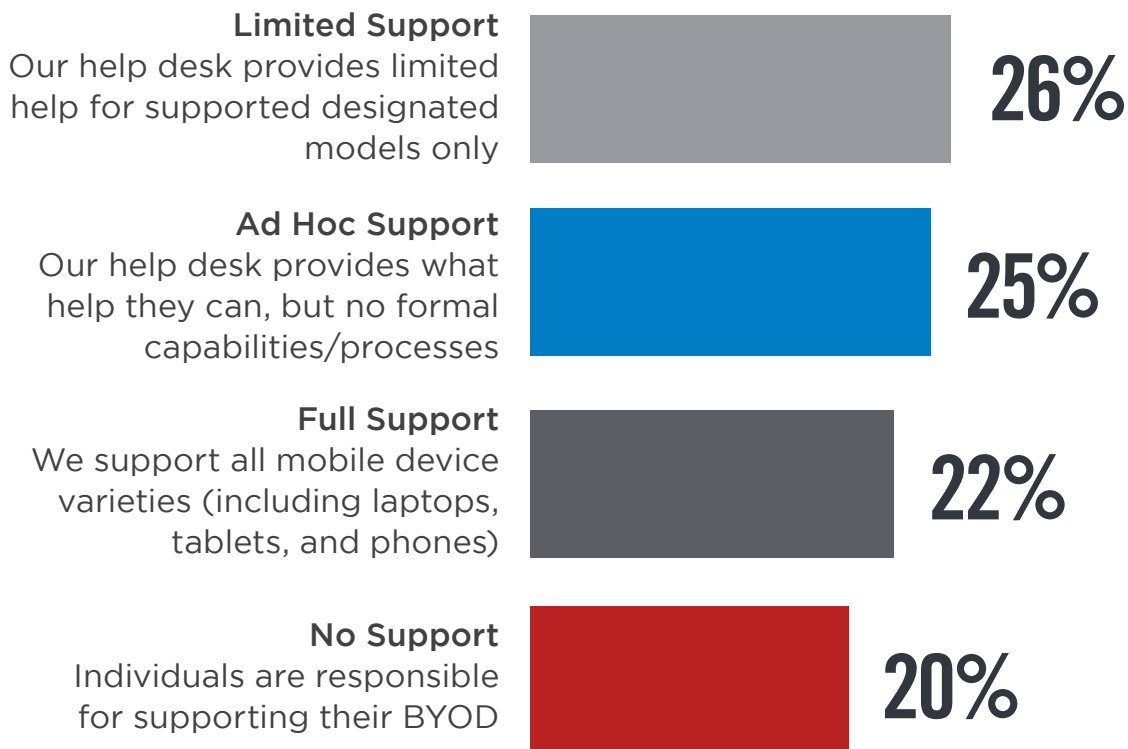 Limited Support
Our help desk provides limited
help for supported designated
models only
26%
Ad Hoc Support
Our help desk provides what
help they can, but no formal
capabilities/processes
25%
Full Support
We support all mobile device
varieties (including laptops,
tablets, and phones)
22%
No Support
Individuals are responsible
for supporting their BYOD
20%